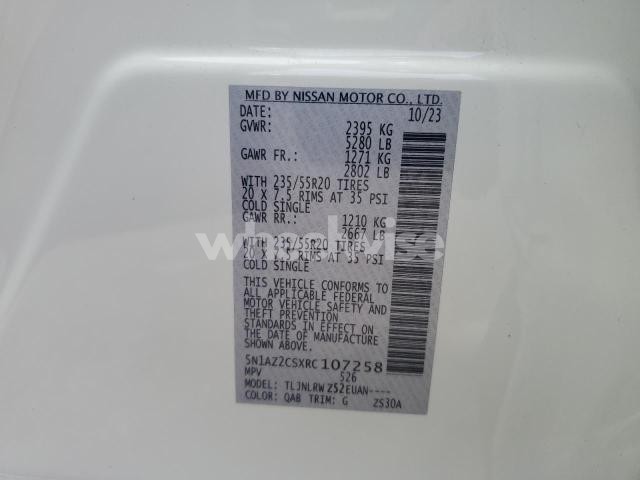 MFD BY NISSAN MOTOR CO., LTD.
DATE: 10/23
GVWR: 2395 KG
5280 LB
GAWR FR.: 1271 KG
2802 LB
WITH 235/55R20 TIRES
20 X 7.5 RIMS AT 35 PSI
COLD SINGLE
GAWR RR.: 1210 KG
2667 LB
WITH 235/55R20 TIRES
20 X 7.5 RIMS AT 35 PSI
COLD SINGLE
THIS VEHICLE CONFORMS TO
ALL APPLICABLE FEDERAL
MOTOR VEHICLE SAFETY AND
THEFT PREVENTION
STANDARDS IN EFFECT ON
THE DATE OF MANUFACTURE
SHOWN ABOVE.
5N1AZ2CSXRC107258
MPV 526
MODEL: TLJNLRWZ52EUAN----
COLOR: QAB TRIM: G ZS30A